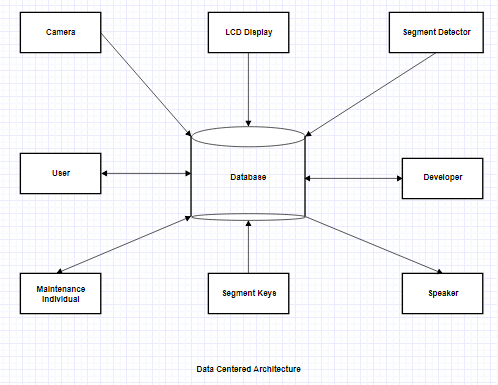 Camera
LCD Display
Segment Detector
User
Database
Developer
Maintenance
Individual
Segment Keys
Speaker
Data Centered Architecture